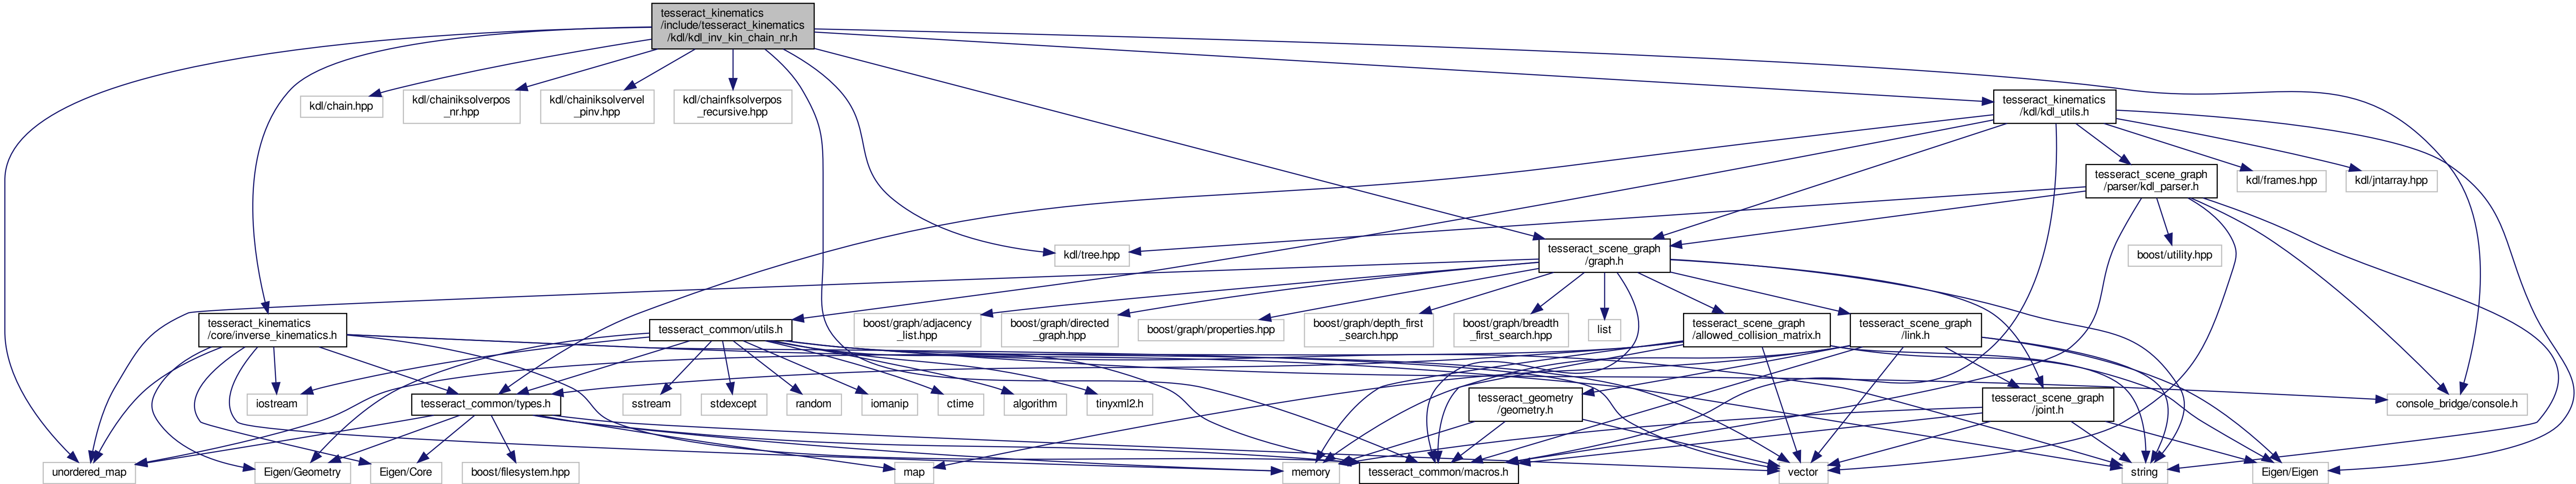 tesseract_kinematics
/include/tesseract_kinematics
/kdl/kdl_inv_kin_chain_nr.h
kdl/chain.hpp
kdl/chainiksolverpos
_nr.hpp
kdl/chainiksolvervel
_pinv.hpp
kdl/chainfksolverpos
_recursive.hpp
tesseract_kinematics
/kdl/kdl_utils.h
tesseract_scene_graph
/parser/kdl_parser.h
kdl/frames.hpp
kdl/jntarray.hpp
kdl/tree.hpp
tesseract_scene_graph
/graph.h
boost/utility.hpp
tesseract_kinematics
/core/inverse_kinematics.h
tesseract_common/utils.h
boost/graph/adjacency
_list.hpp
boost/graph/directed
_graph.hpp
boost/graph/properties.hpp
boost/graph/depth_first
_search.hpp
boost/graph/breadth
_first_search.hpp
list
tesseract_scene_graph
/allowed_collision_matrix.h
tesseract_scene_graph
/link.h
iostream
tesseract_common/types.h
sstream
stdexcept
random
iomanip
ctime
algorithm
tinyxml2.h
tesseract_geometry
/geometry.h
tesseract_scene_graph
/joint.h
console_bridge/console.h
unordered_map
Eigen/Geometry
Eigen/Core
boost/filesystem.hpp
map
memory
tesseract_common/macros.h
vector
string
Eigen/Eigen